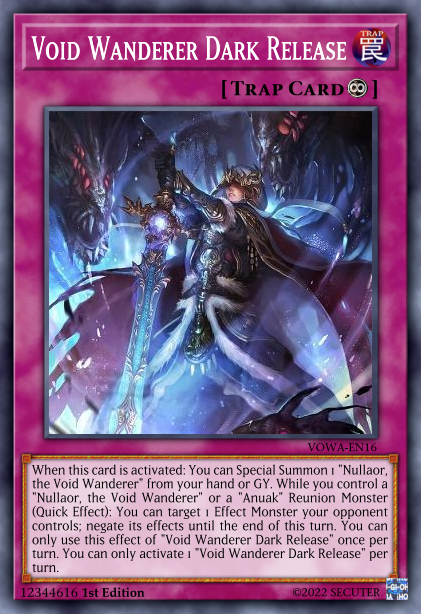 VOID WANDERER DARK RELEASE
TRAP
罠
[TRAP CARD ]
VOWA-EN16
When this card is activated: You can Special Summon 1 "Nullaor,
the Void Wanderer" from your hand or GY. While you control a
"Nullaor, the Void Wanderer" or a "Anuak" Reunion Monster
(Quick Effect): You can target 1 Effect Monster your opponent
controls; negate its effects until the end of this turn. You can
only use this effect of "Void Wanderer Dark Release" once per
turn. You can only activate 1 "Void Wanderer Dark Release" per
turn.
12344616 1st Edition
©2022 SECUTER